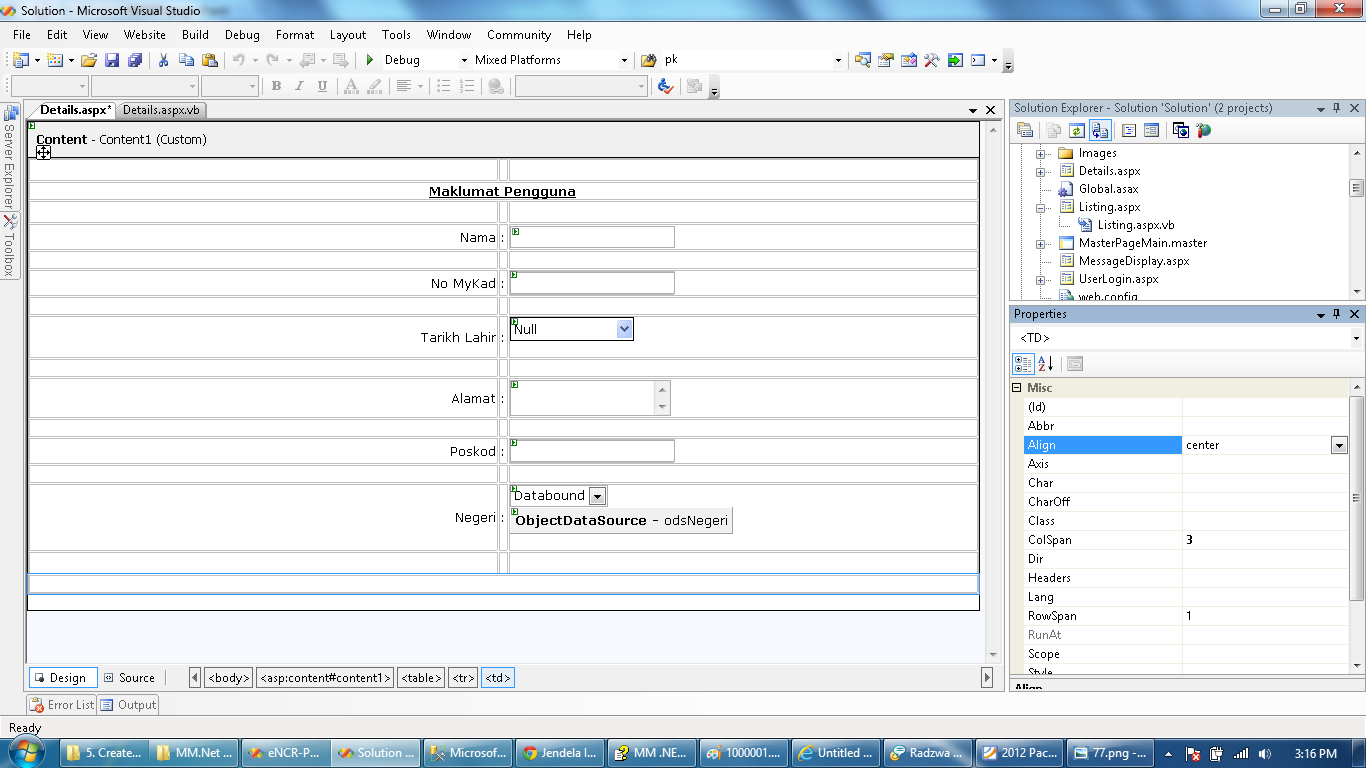 Solution - Microsoft Visual Studio
File Edit View Website Build Debug Format Layout Tools Window Community Help
Debug Mixed Platforms pk
B I U A
Details.aspx* Details.aspx.vb
Server Explorer
Toolbox
Content - Content1 (Custom)
Maklumat Pengguna
Nama :
No MyKad :
Tarikh Lahir : Null
Alamat :
Poskod :
Negeri : Databound
ObjectDataSource - odsNegeri
Design Source <body> <asp:content#content1> <table> <tr> <td>
Error List Output
Ready
Solution Explorer - Solution 'Solution' (2 projects)
Images
Details.aspx
Global.asax
Listing.aspx
Listing.aspx.vb
MasterPageMain.master
MessageDisplay.aspx
UserLogin.aspx
web.config
Properties
<TD>
Misc
(Id)
Abbr
Align center
Axis
Char
CharOff
Class
ColSpan 3
Dir
Headers
Lang
RowSpan 1
RunAt
Scope
Style
Align
5. Create... MM.Net ... eNCR-P... Solution ... Microsof... Jendela I... MM .NE... 1000001.... Untitled ... Radzwa ... 2012 Pac... 77.png -... 3:16 PM